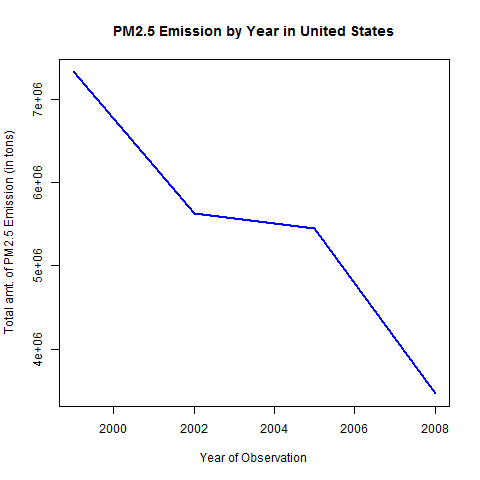 PM2.5 Emission by Year in United States
Total amt. of PM2.5 Emission (in tons)
7e+06
6e+06
5e+06
4e+06
2000 2002 2004 2006 2008
Year of Observation